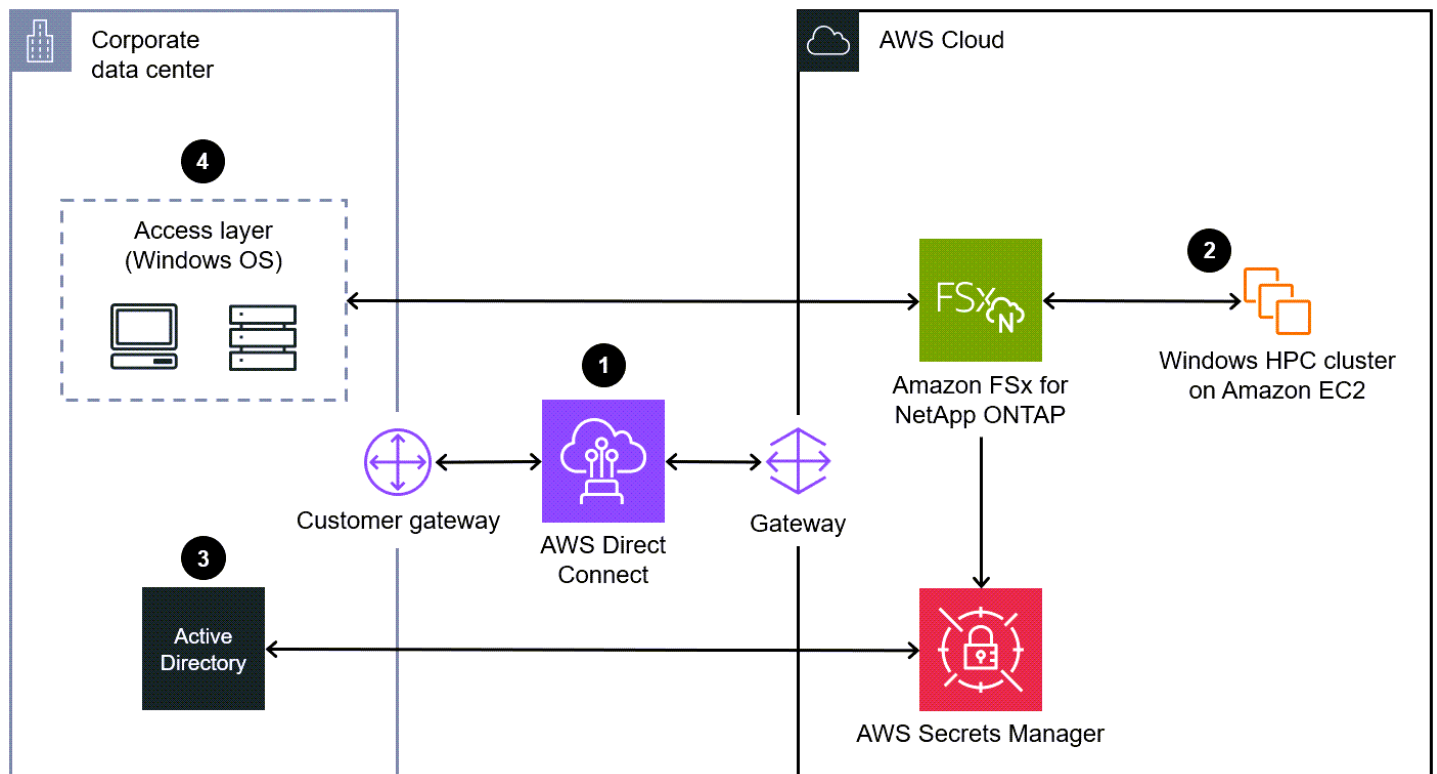 Corporate
data center
AWS Cloud
4
Access layer
(Windows OS)
2
FSx
N
Windows HPC cluster
on Amazon EC2
1
Amazon FSx for
NetApp ONTAP
Customer gateway
Gateway
AWS Direct
Connect
3
Active
Directory
AWS Secrets Manager